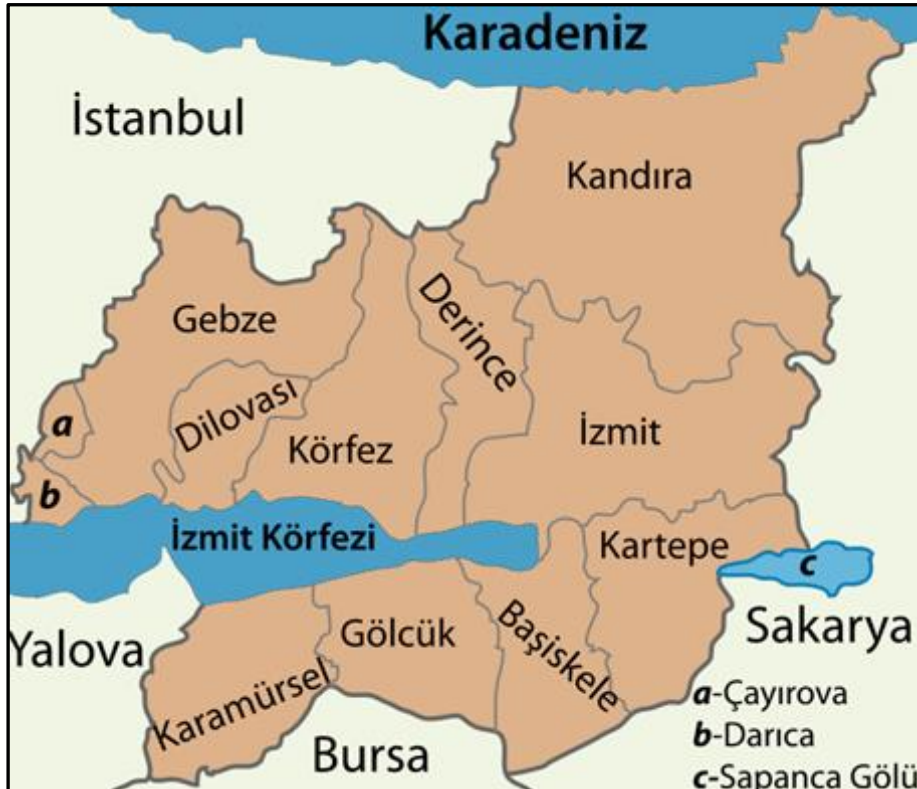 Karadeniz
İstanbul
Kandıra
Gebze
Derince
Dilovası
a
Körfez
İzmit
b
İzmit Körfezi
Kartepe
c
Yalova
Gölcük
Başiskele
Sakarya
Karamürsel
a-Çayırova
Bursa
b-Darıca
c-Sapanca Gölü